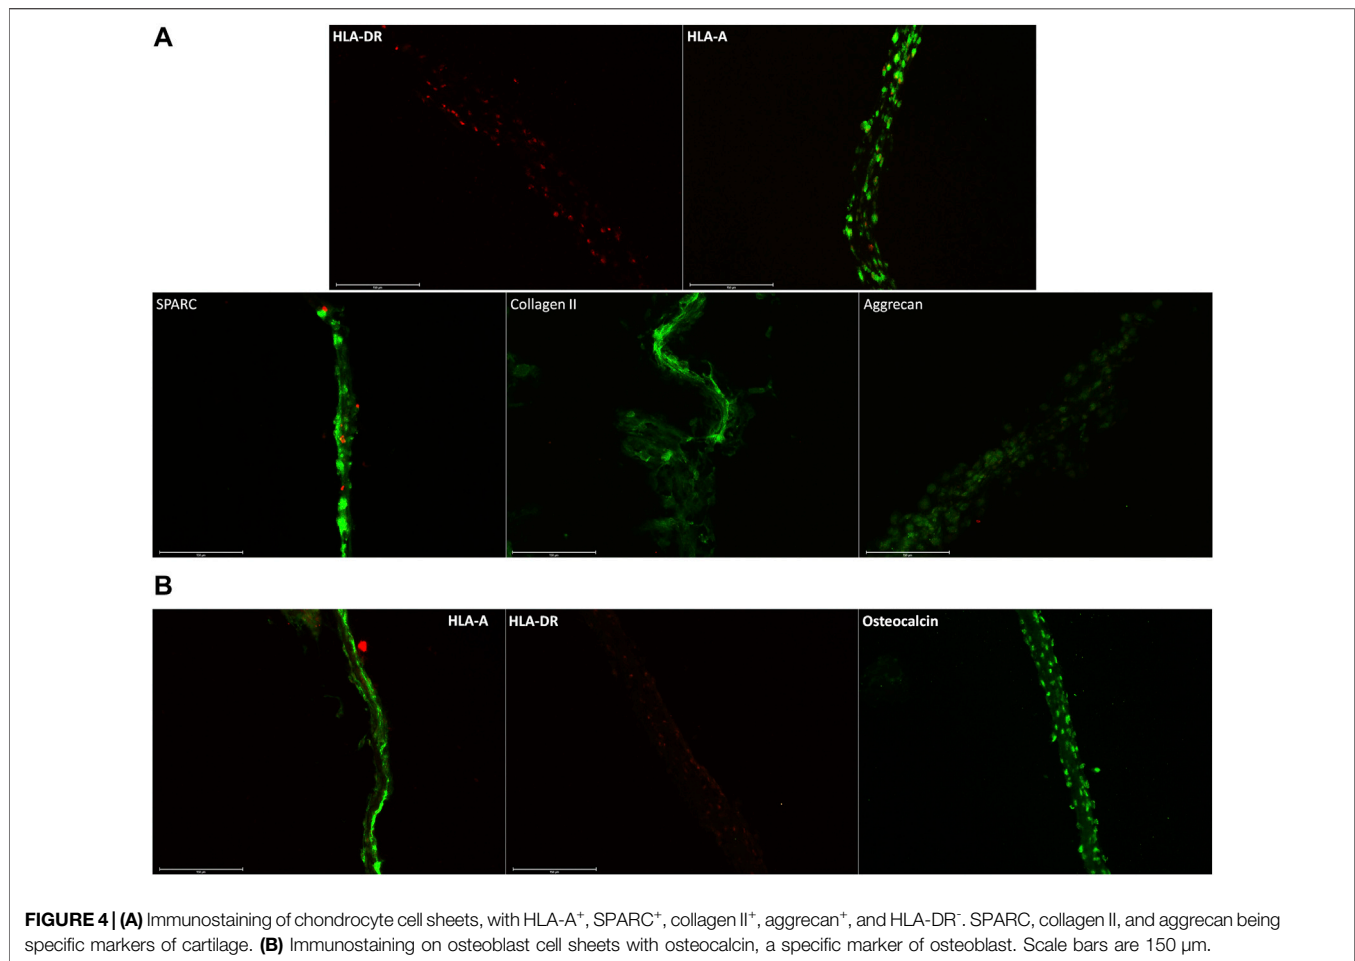 A
HLA-DR
HLA-A
SPARC
Collagen II
Aggrecan
B
HLA-A
HLA-DR
Osteocalcin
FIGURE 4 | (A) Immunostaining of chondrocyte cell sheets, with HLA-A⁺, SPARC⁺, collagen II⁺, aggrecan⁺, and HLA-DR⁻. SPARC, collagen II, and aggrecan being
specific markers of cartilage. (B) Immunostaining on osteoblast cell sheets with osteocalcin, a specific marker of osteoblast. Scale bars are 150 µm.